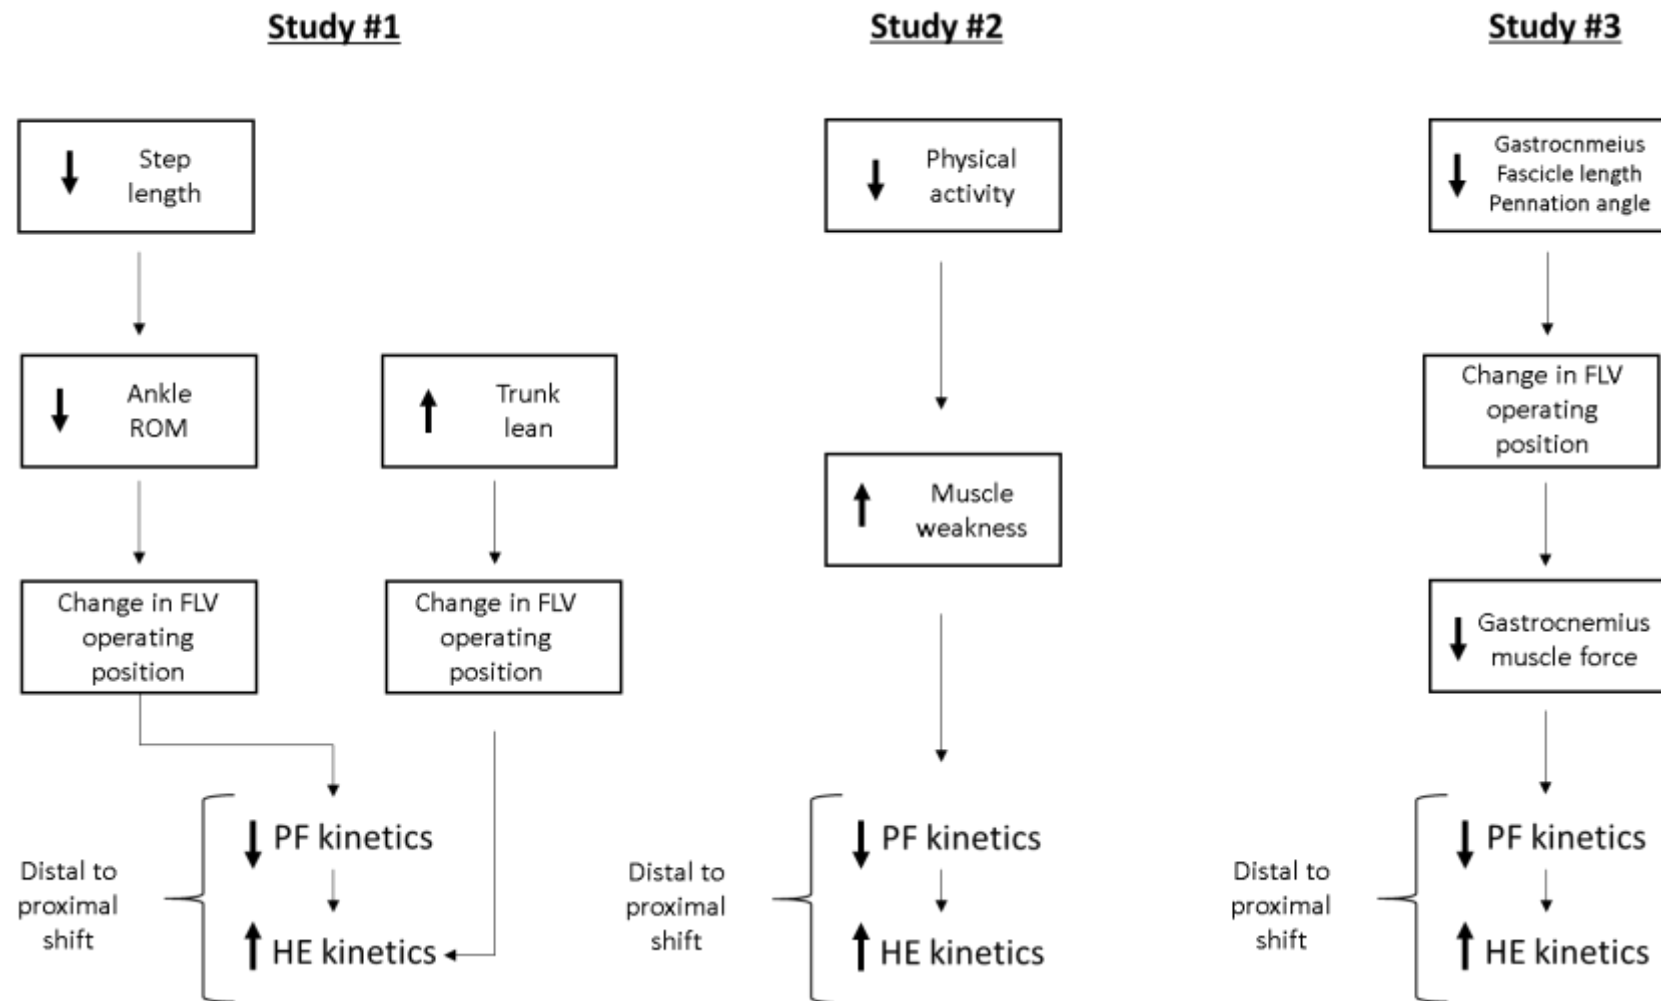 Study #1
Step
length
Ankle
ROM
Trunk
lean
Change in FLV
operating
position
Change in FLV
operating
position
Distal to
proximal
shift
PF kinetics
HE kinetics
Study #2
Physical
activity
Muscle
weakness
Distal to
proximal
shift
PF kinetics
HE kinetics
Study #3
Gastrocnmeius
Fascicle length
Pennation angle
Change in FLV
operating
position
Gastrocnemius
muscle force
Distal to
proximal
shift
PF kinetics
HE kinetics